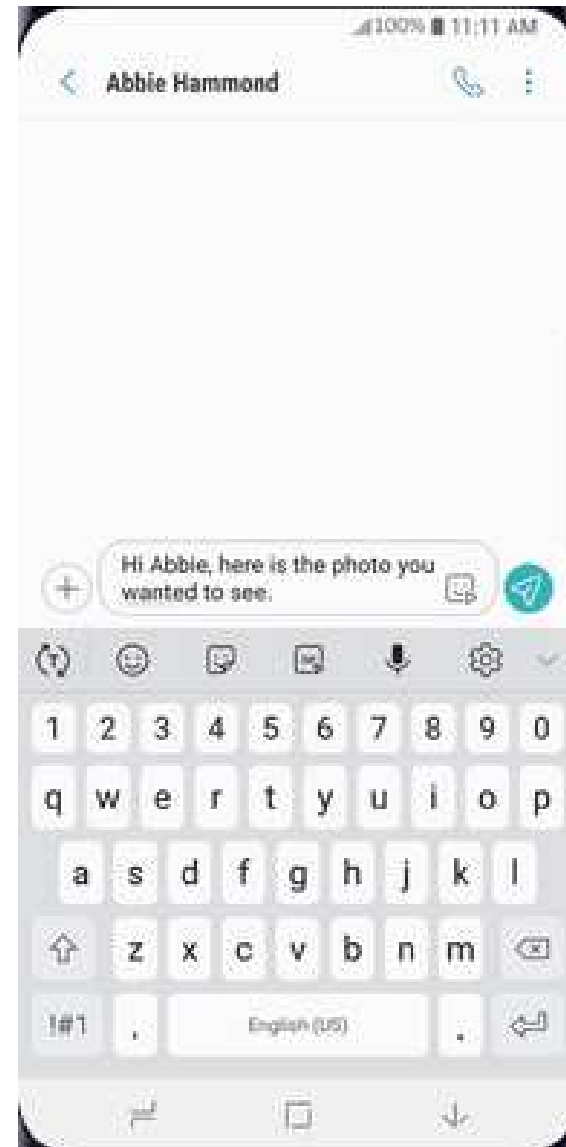 100% 11:11 AM
Abbie Hammond
Hi Abbie, here is the photo you
wanted to see.
1 2 3 4 5 6 7 8 9 0
q w e r t y u i o p
a s d f g h j k l
z x c v b n m
!#1 , English (US) .